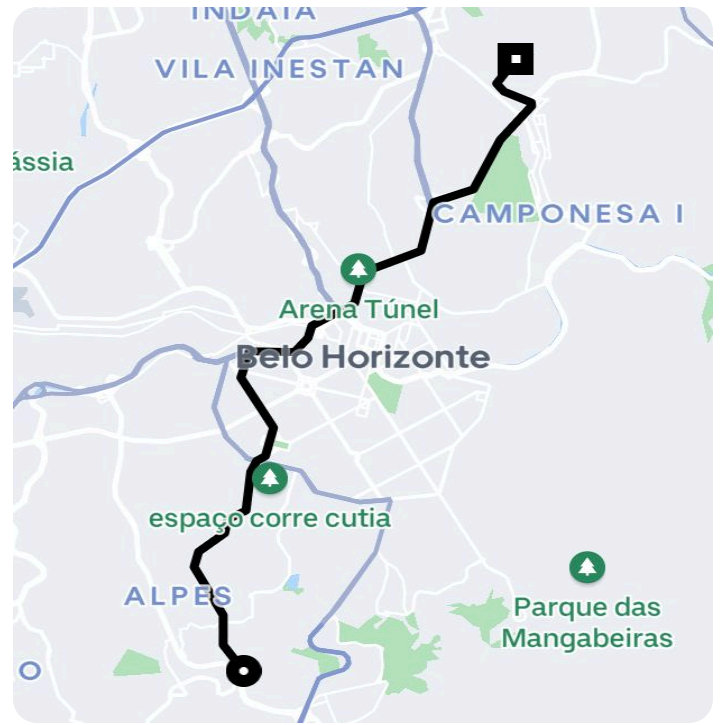 INDAIÁ
VILA INESTAN
ássia
CAMPONESA I
Arena Túnel
Belo Horizonte
espaço corre cutia
ALPES
Parque das
Mangabeiras
O